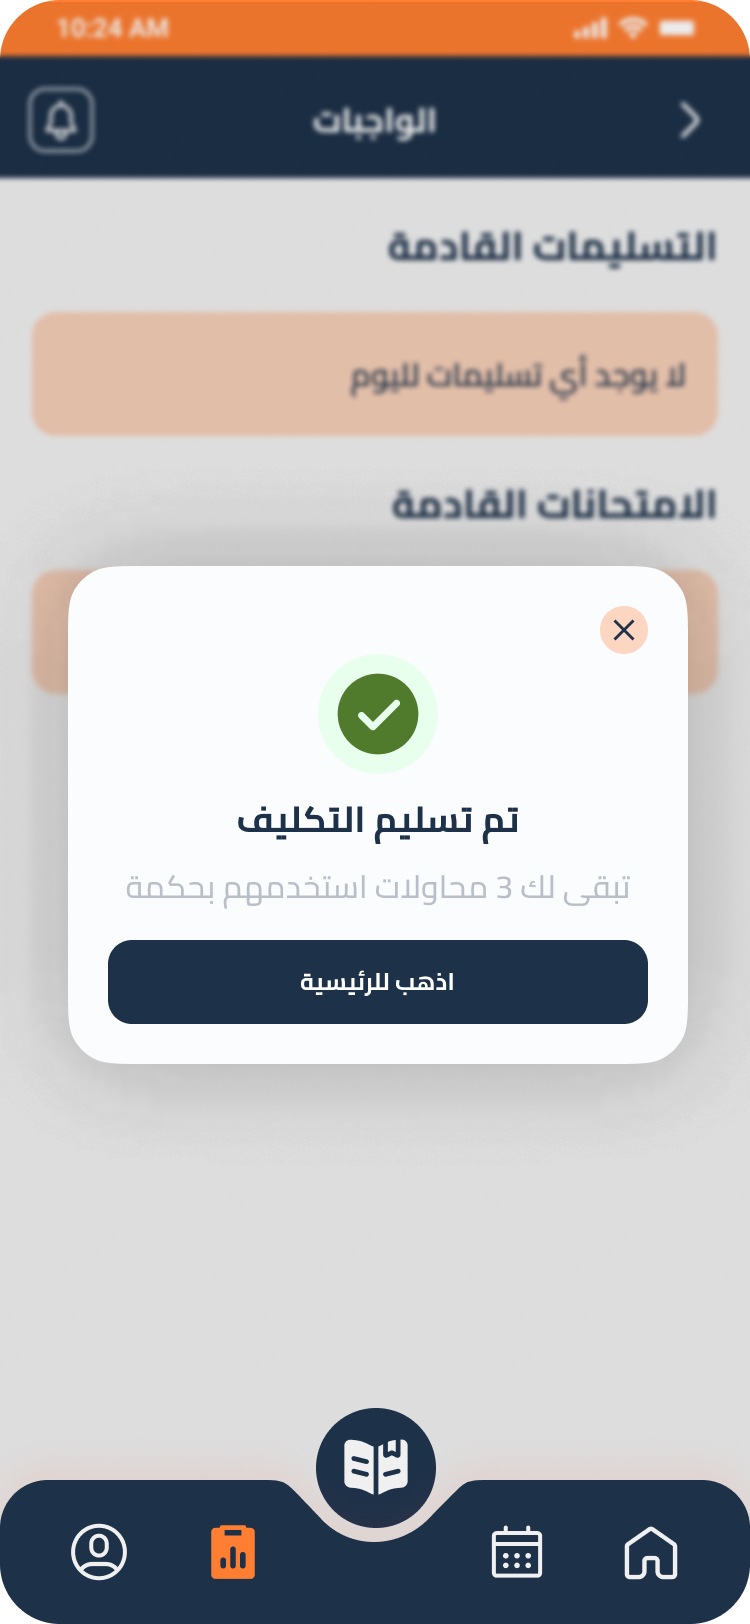 10:24 AM
الواجبات
التسليمات القادمة
لا يوجد أي تسليمات لليوم
الامتحانات القادمة
تم تسليم التكليف
تبقى لك 3 محاولات استخدمهم بحكمة
اذهب للرئيسية